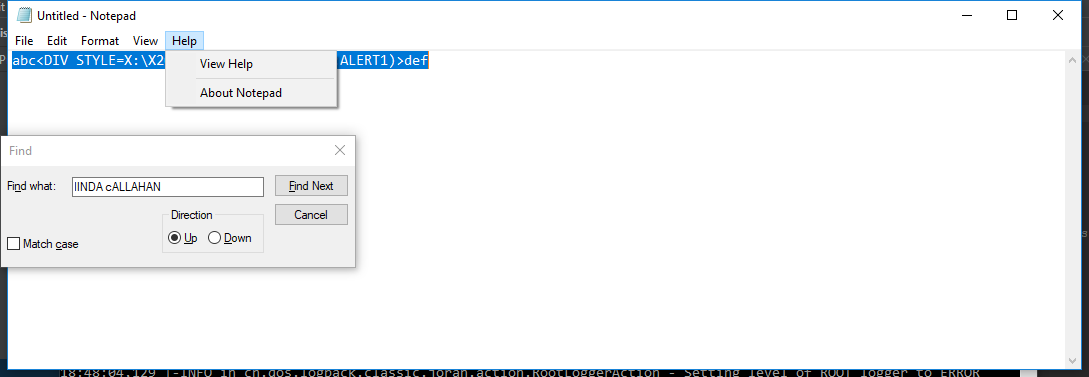 Untitled - Notepad
File Edit Format View Help
abc<DIV STYLE=X:\X2 ALERT1)>def
View Help
About Notepad
Find
Find what: lINDA cALLAHAN Find Next
Direction Cancel
Up Down
Match case
18:48:04.129 |-INFO in ch.qos.logback.classic.joran.action.RootLoggerAction - Setting level of ROOT logger to ERROR